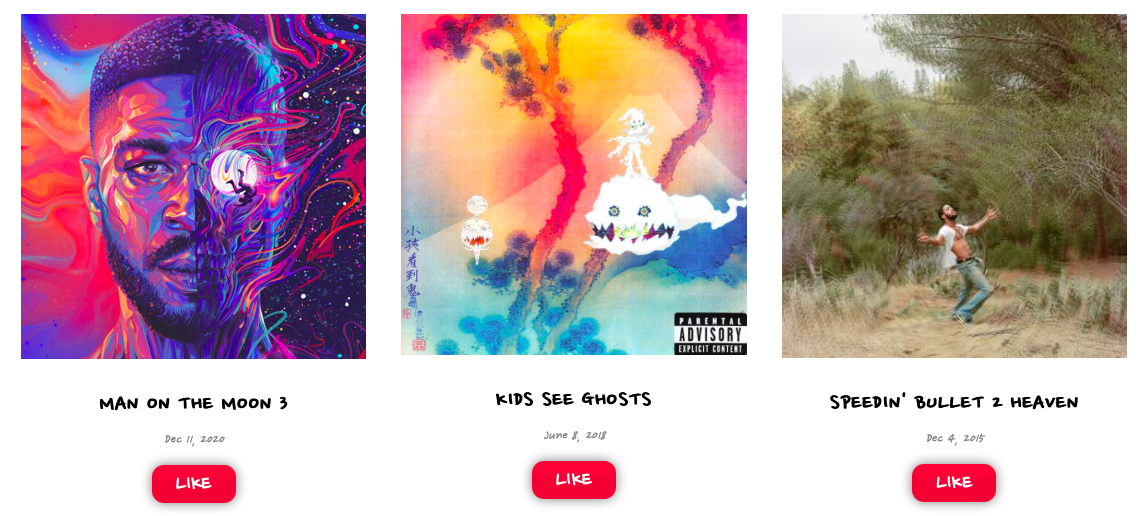 小孩看到鬼
PARENTAL
ADVISORY
EXPLICIT CONTENT
MAN ON THE MOON 3
Dec 11, 2020
LIKE
KIDS SEE GHOSTS
June 8, 2018
LIKE
SPEEDIN' BULLET 2 HEAVEN
Dec 4, 2015
LIKE